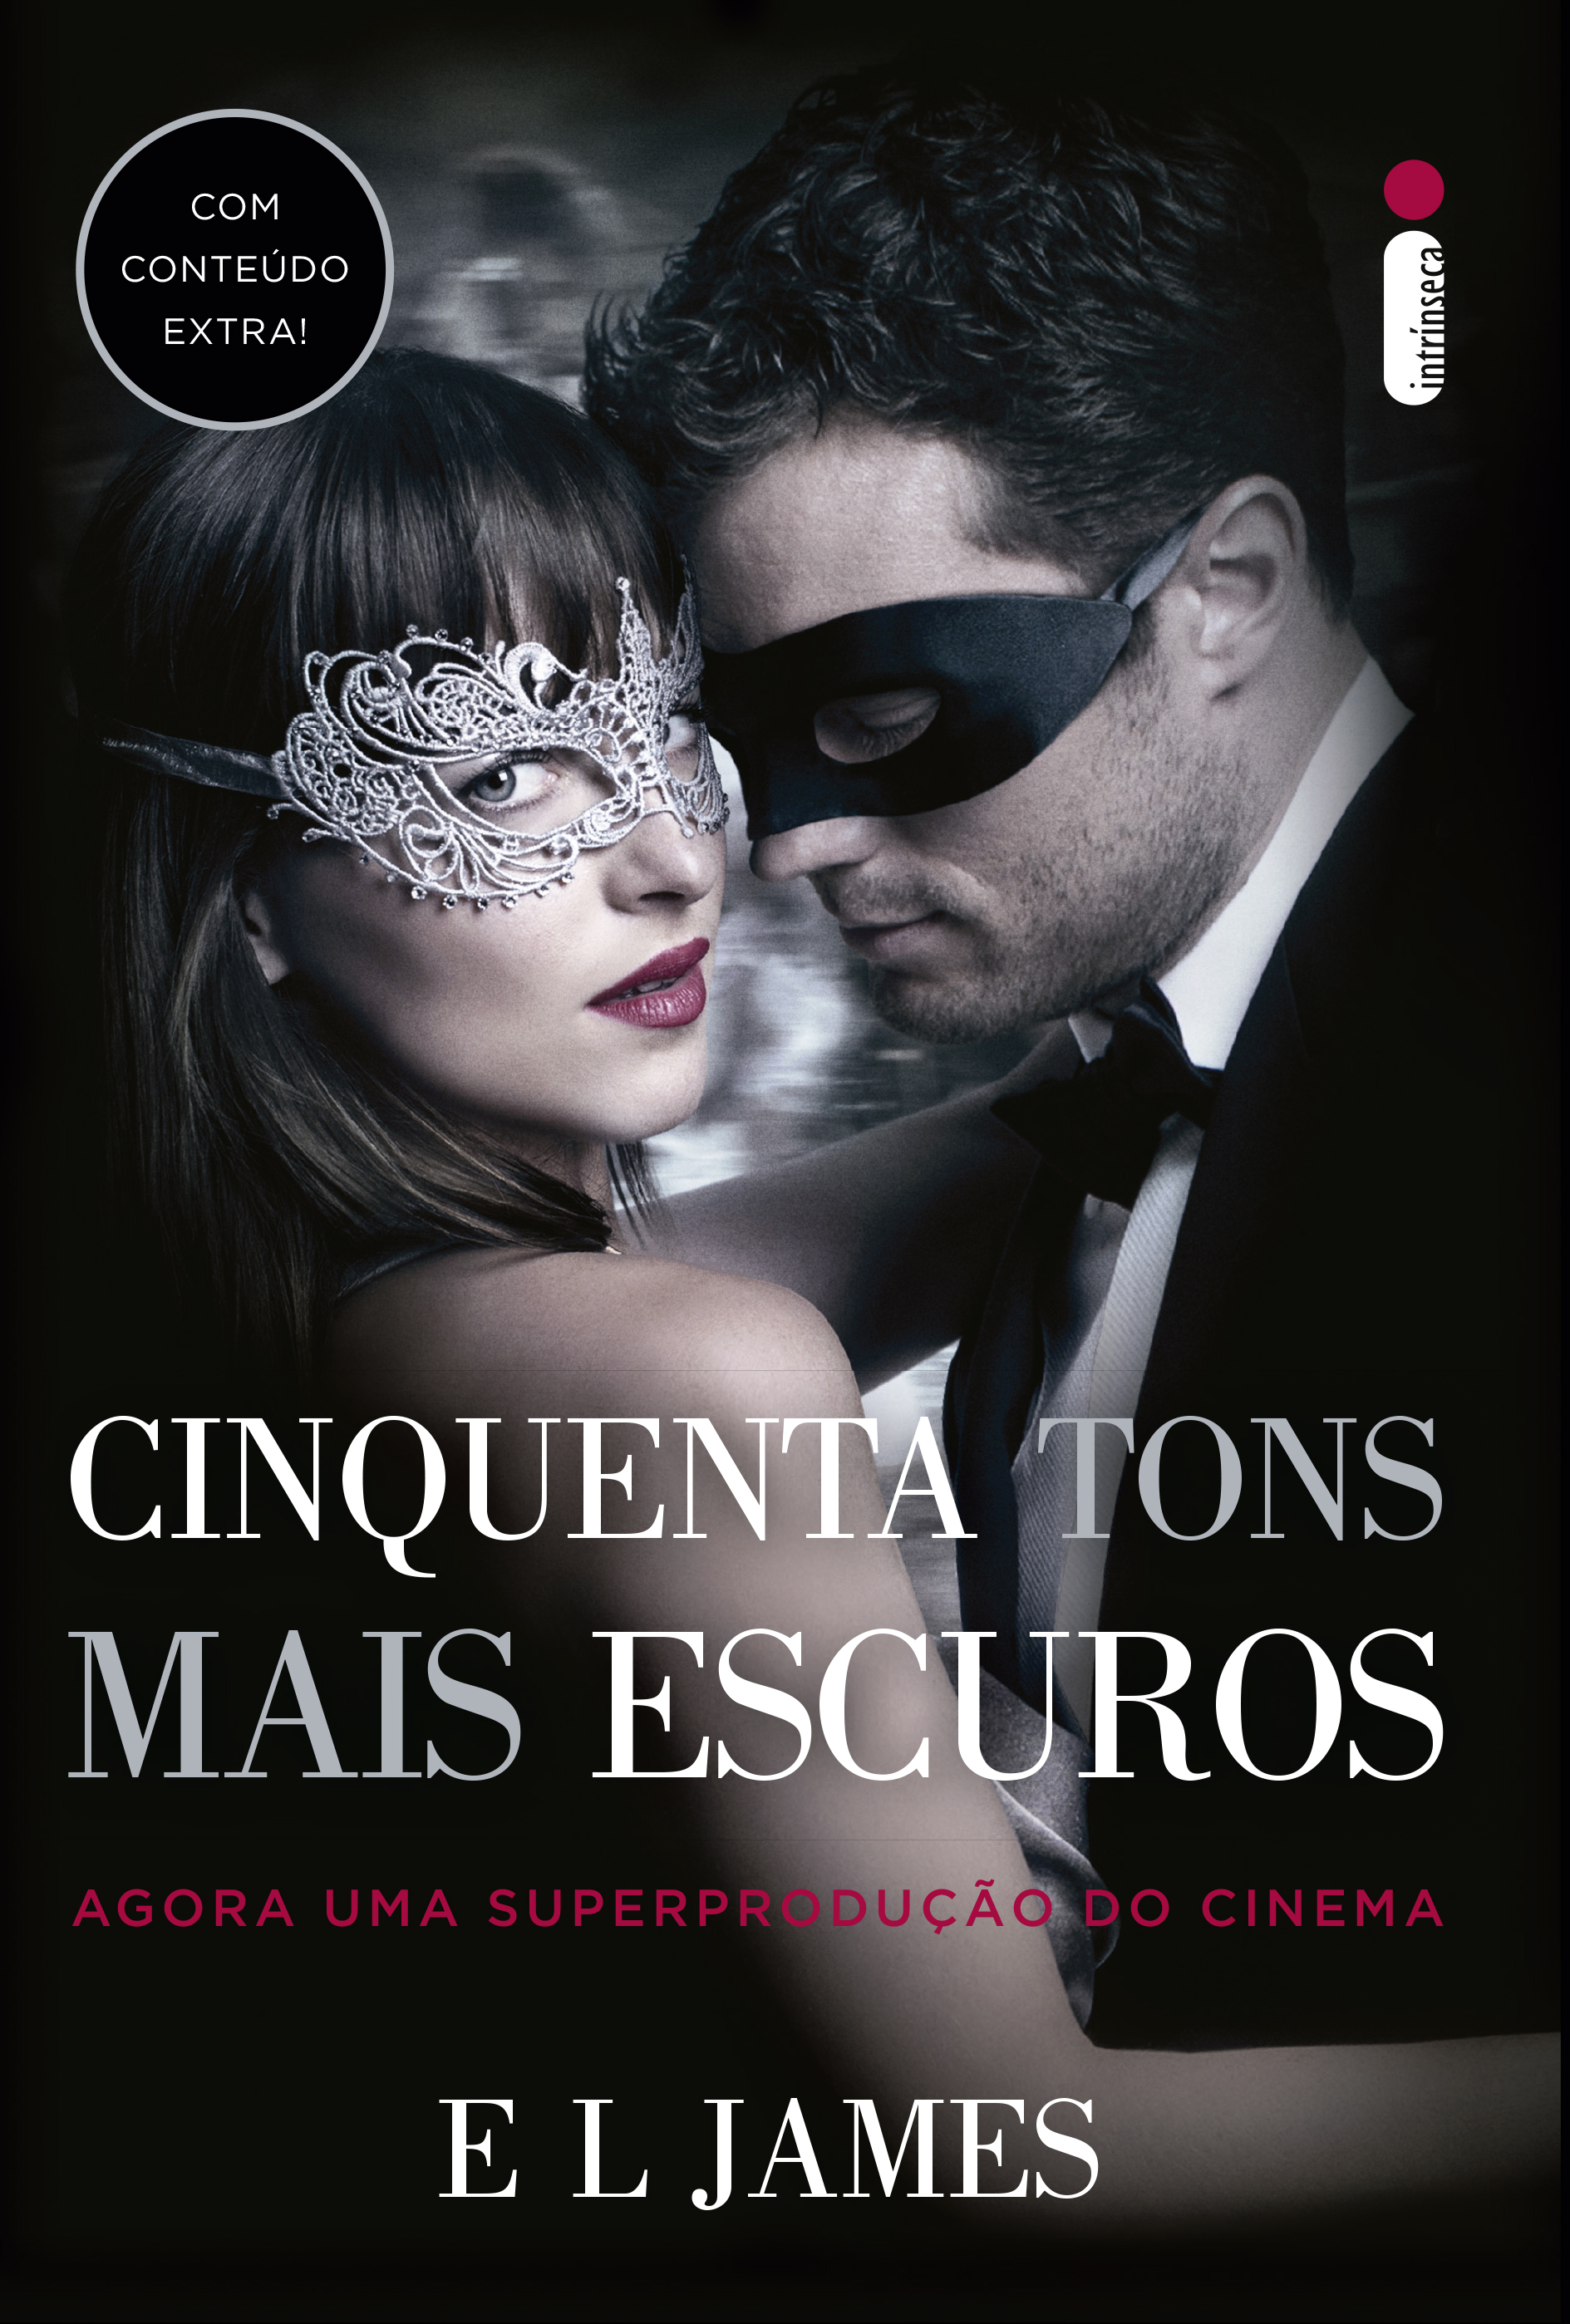 COM
CONTEÚDO
EXTRA!
intrínseca
CINQUENTA TONS
MAIS ESCUROS
AGORA UMA SUPERPRODUÇÃO DO CINEMA
E L JAMES